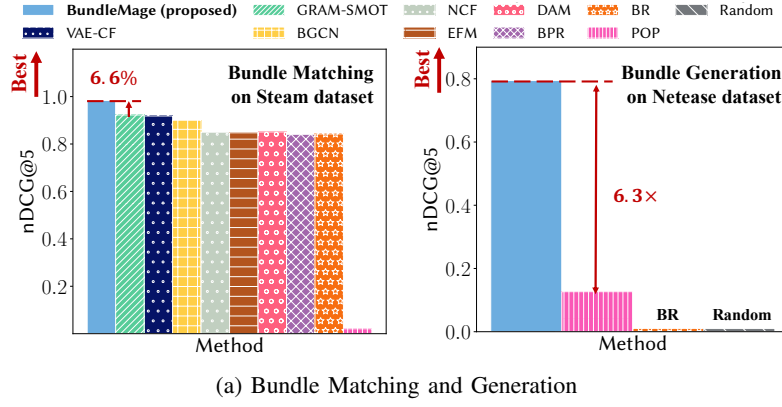 BundleMage (proposed) GRAM-SMOT NCF DAM BR Random
VAE-CF BGCN EFM BPR POP
Best
6.6%
Bundle Matching
on Steam dataset
nDCG@5
1.0
0.8
0.6
0.4
0.2
Method
Best
Bundle Generation
on Netease dataset
nDCG@5
0.8
0.6
0.4
0.2
0.0
6.3×
BR Random
Method
(a) Bundle Matching and Generation